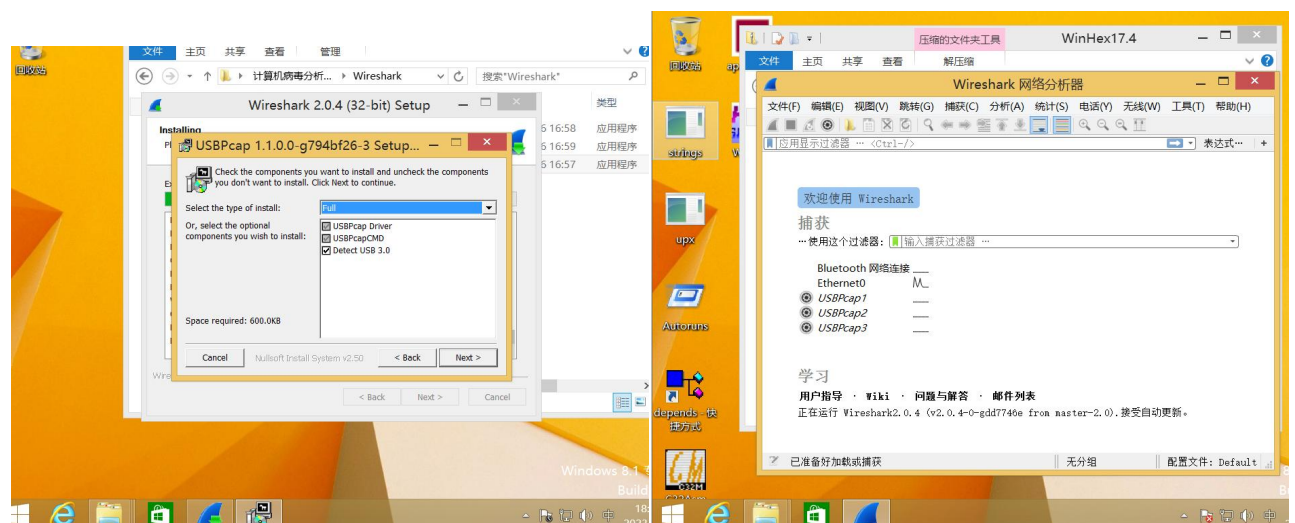 回收站
文件 主页 共享 查看 管理
计算机病毒分析... Wireshark
搜索"Wireshark"
类型
Wireshark 2.0.4 (32-bit) Setup
Installing
6 16:58 应用程序
6 16:59 应用程序
6 16:57 应用程序
USBPcap 1.1.0.0-g794bf26-3 Setup...
Check the components you want to install and uncheck the components
you don't want to install. Click Next to continue.
Select the type of install:
Full
Or, select the optional
components you wish to install:
USBPcap Driver
USBPcapCMD
Detect USB 3.0
Space required: 600.0KB
Cancel
Nullsoft Install System v2.50
< Back
Next >
< Back
Next >
Cancel
Windows 8.1
Build
中
回收站
strings
upx
Autoruns
depends - 快
捷方式
C32M
压缩的文件夹工具
WinHex17.4
文件 主页 共享 查看 解压缩
Wireshark 网络分析器
文件(F) 编辑(E) 视图(V) 跳转(G) 捕获(C) 分析(A) 统计(S) 电话(Y) 无线(W) 工具(T) 帮助(H)
应用显示过滤器 … <Ctrl-/>
表达式… +
欢迎使用 Wireshark
捕获
…使用这个过滤器: 输入捕获过滤器 …
Bluetooth 网络连接
Ethernet0
USBPcap1
USBPcap2
USBPcap3
学习
用户指导 · Wiki · 问题与解答 · 邮件列表
正在运行 Wireshark2.0.4 (v2.0.4-0-gdd7746e from master-2.0).接受自动更新。
已准备好加载或捕获
无分组
配置文件: Default
中